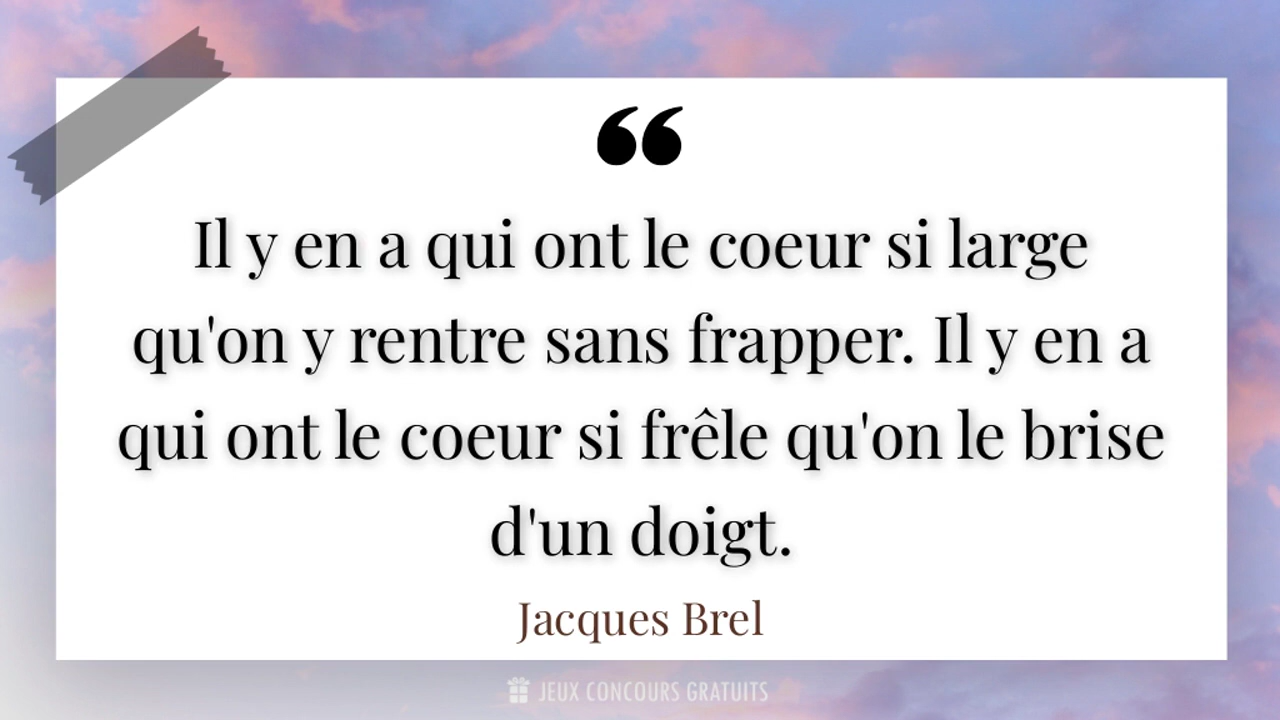 “
Il y en a qui ont le coeur si large
qu'on y rentre sans frapper. Il y en a
qui ont le coeur si frêle qu'on le brise
d'un doigt.
Jacques Brel
JEUX CONCOURS GRATUITS